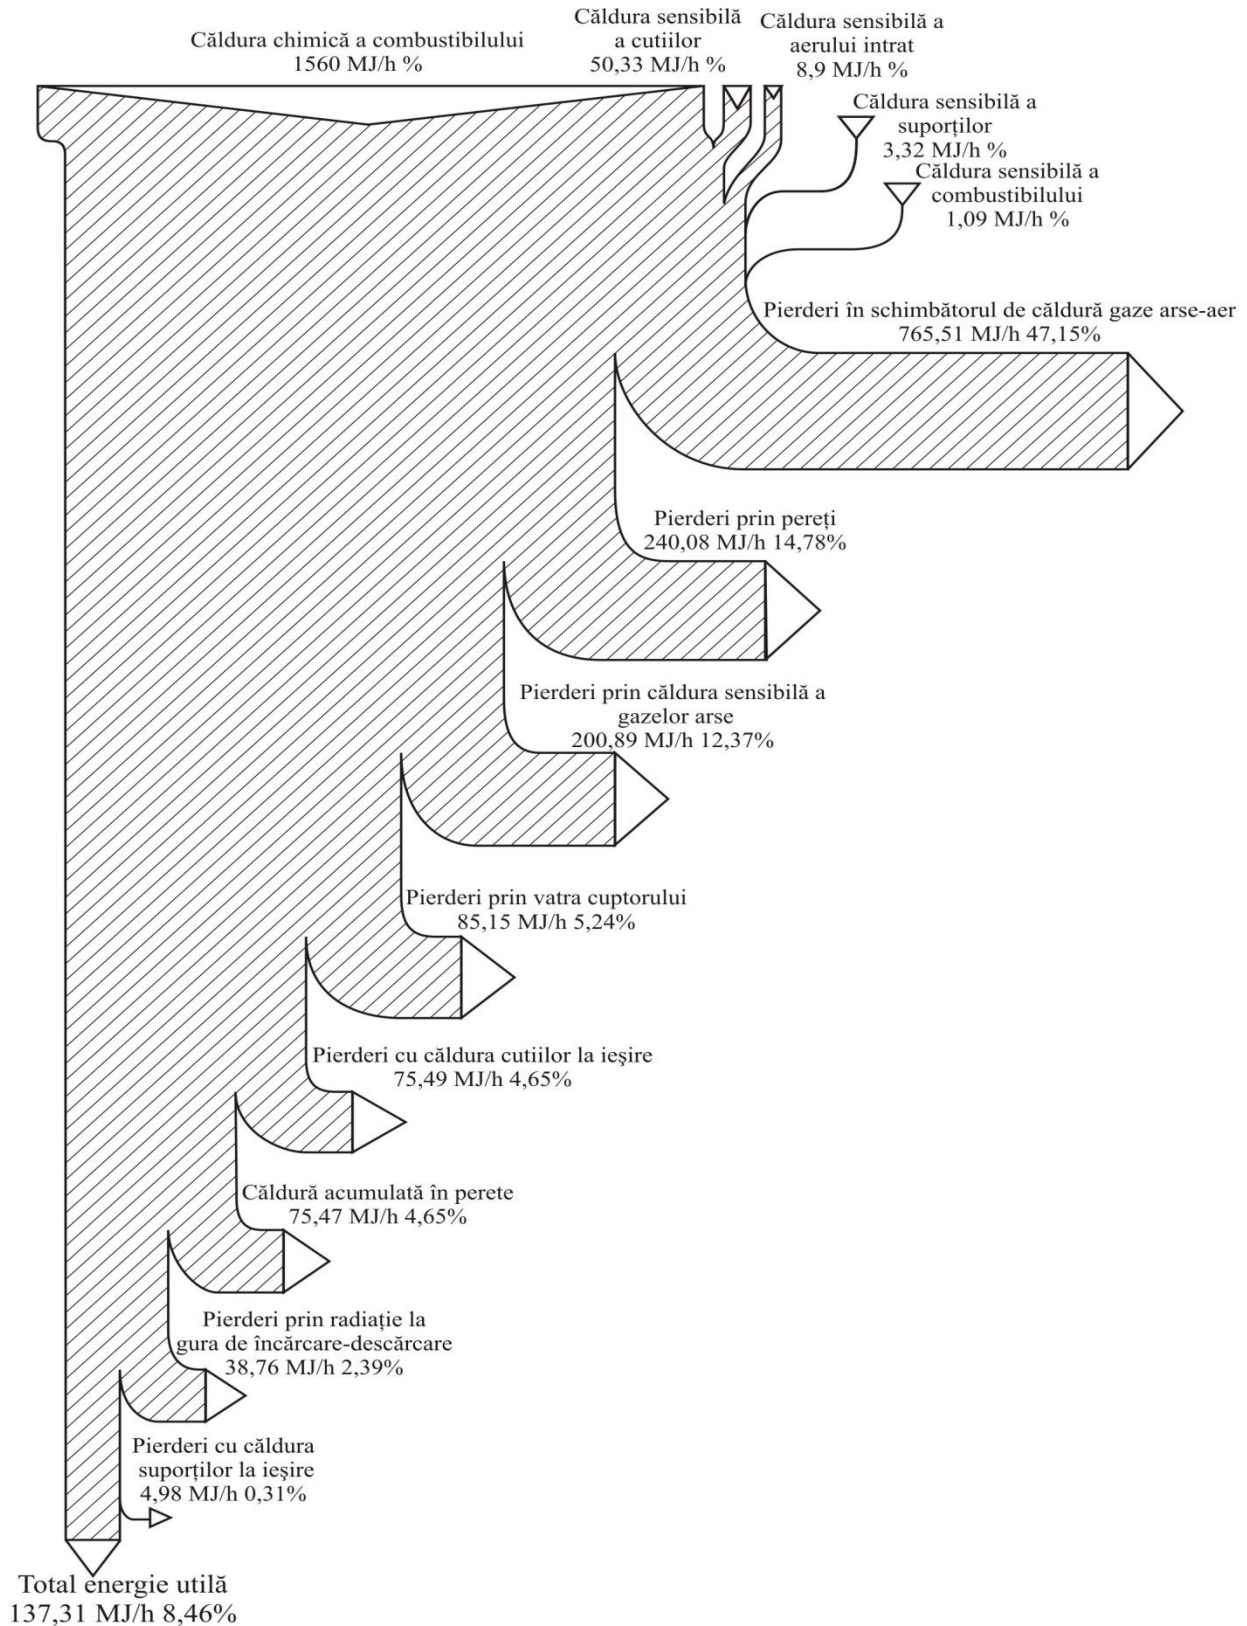 Căldura chimică a combustibilului
1560 MJ/h %
Căldura sensibilă
a cutiilor
50,33 MJ/h %
Căldura sensibilă a
aerului intrat
8,9 MJ/h %
Căldura sensibilă a
suporților
3,32 MJ/h %
Căldura sensibilă a
combustibilului
1,09 MJ/h %
Pierderi în schimbătorul de căldură gaze arse-aer
765,51 MJ/h 47,15%
Pierderi prin pereți
240,08 MJ/h 14,78%
Pierderi prin căldura sensibilă a
gazelor arse
200,89 MJ/h 12,37%
Pierderi prin vatra cuptorului
85,15 MJ/h 5,24%
Pierderi cu căldura cutiilor la ieşire
75,49 MJ/h 4,65%
Căldură acumulată în perete
75,47 MJ/h 4,65%
Pierderi prin radiație la
gura de încărcare-descărcare
38,76 MJ/h 2,39%
Pierderi cu căldura
suporților la ieşire
4,98 MJ/h 0,31%
Total energie utilă
137,31 MJ/h 8,46%